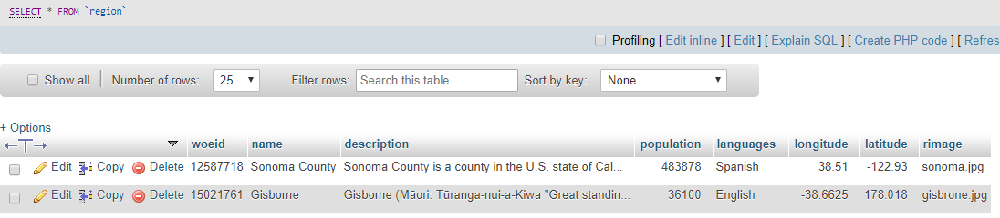 SELECT * FROM `region`
Profiling [ Edit inline ] [ Edit ] [ Explain SQL ] [ Create PHP code ] [ Refres
Show all Number of rows: 25 Filter rows: Search this table Sort by key: None
+ Options
woeid name description population languages longitude latitude rimage
Edit Copy Delete 12587718 Sonoma County Sonoma County is a county in the U.S. state of Cal... 483878 Spanish 38.51 -122.93 sonoma.jpg
Edit Copy Delete 15021761 Gisborne Gisborne (Māori: Tūranga-nui-a-Kiwa "Great standin... 36100 English -38.6625 178.018 gisbrone.jpg